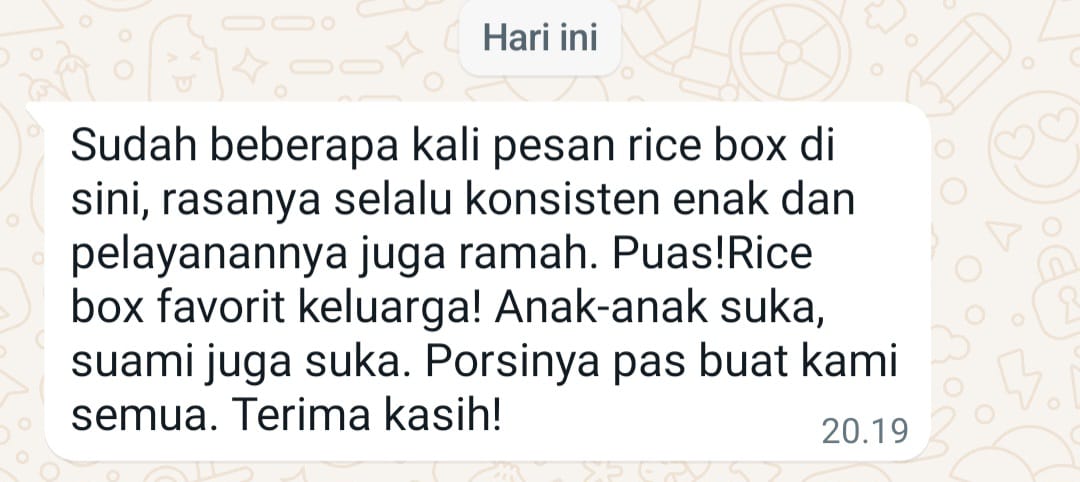 Hari ini
Sudah beberapa kali pesan rice box di
sini, rasanya selalu konsisten enak dan
pelayanannya juga ramah. Puas!Rice
box favorit keluarga! Anak-anak suka,
suami juga suka. Porsinya pas buat kami
semua. Terima kasih!
20.19